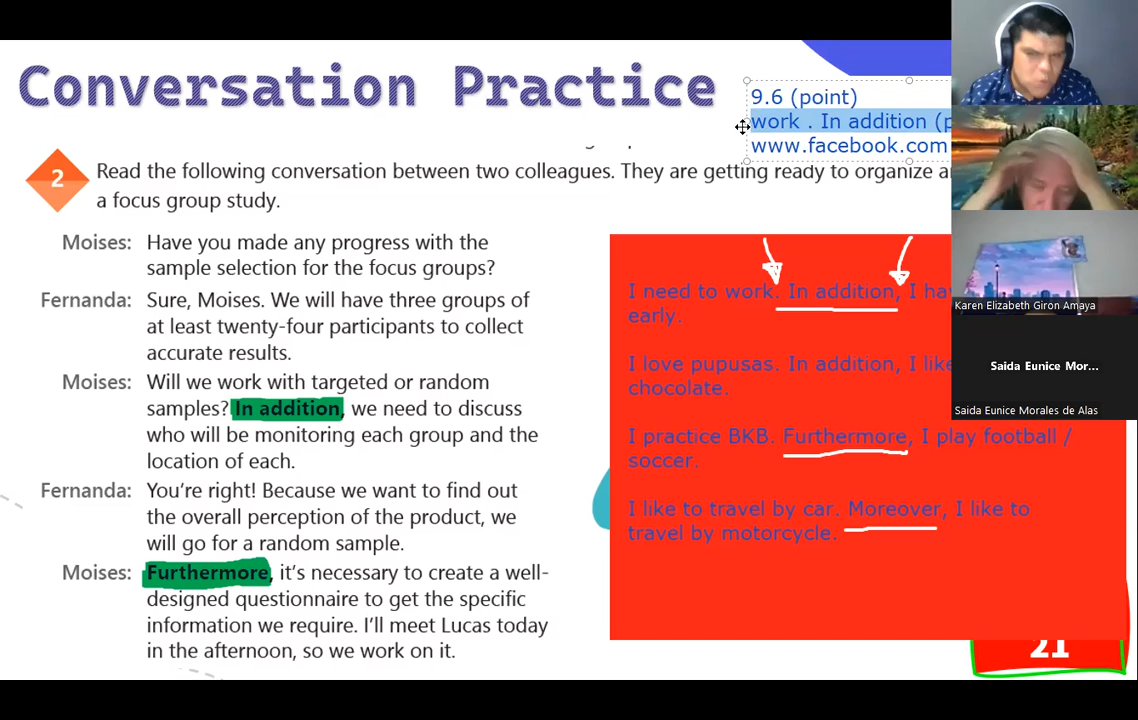 Conversation Practice
9.6 (point)
work . In addition
www.facebook.com
2
Read the following conversation between two colleagues. They are getting ready to organize
a focus group study.
Moises: Have you made any progress with the
sample selection for the focus groups?
Fernanda: Sure, Moises. We will have three groups of
at least twenty-four participants to collect
accurate results.
Moises: Will we work with targeted or random
samples? In addition, we need to discuss
who will be monitoring each group and the
location of each.
Fernanda: You're right! Because we want to find out
the overall perception of the product, we
will go for a random sample.
Moises: Furthermore, it's necessary to create a well-
designed questionnaire to get the specific
information we require. I'll meet Lucas today
in the afternoon, so we work on it.
I need to work. In addition, I
early.
I love pupusas. In addition, I
chocolate.
I practice BKB. Furthermore, I play football /
soccer.
I like to travel by car. Moreover, I like to
travel by motorcycle.
21
Karen Elizabeth Giron Amaya
Saida Eunice Mor...
Saida Eunice Morales de Alas